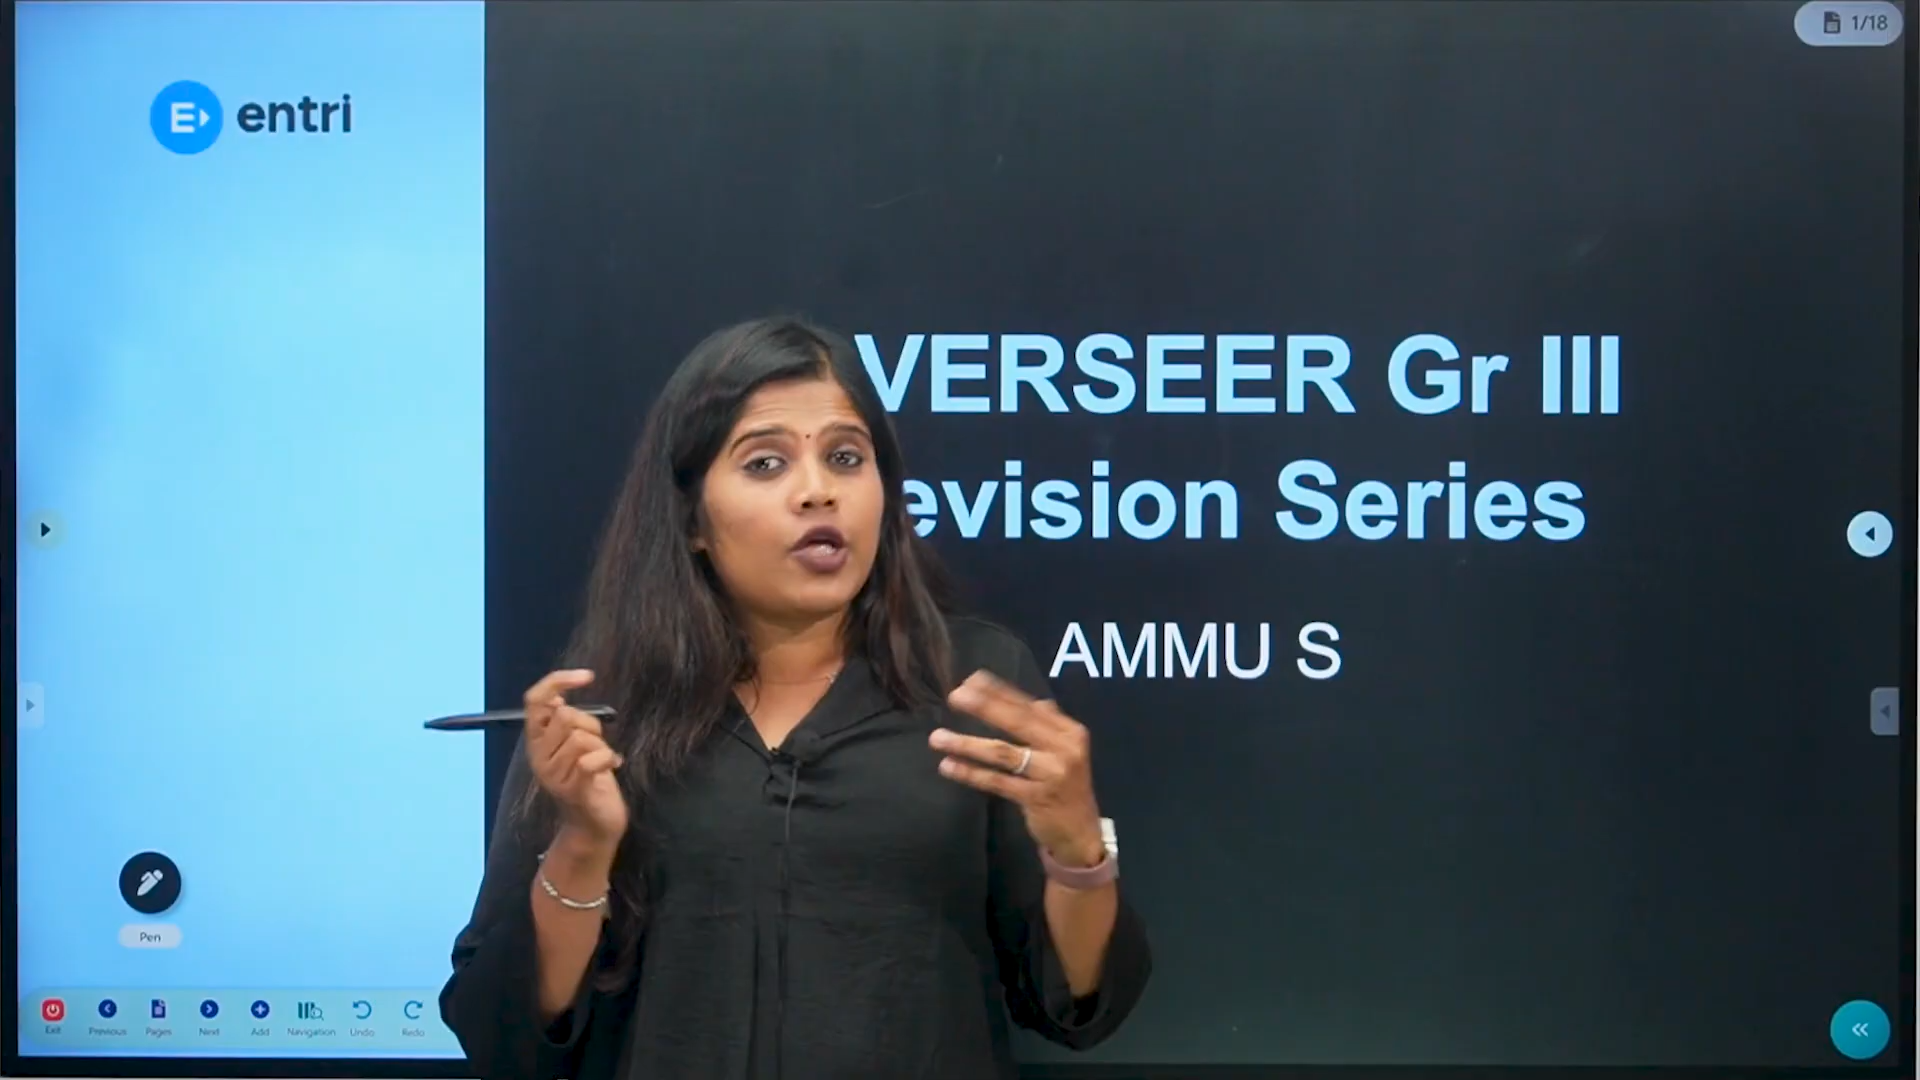 1/18
entri
VERSEER Gr III
evision Series
AMMU S
Pen
Exit
Previous
Pages
Next
Add
Navigation
Undo
Redo